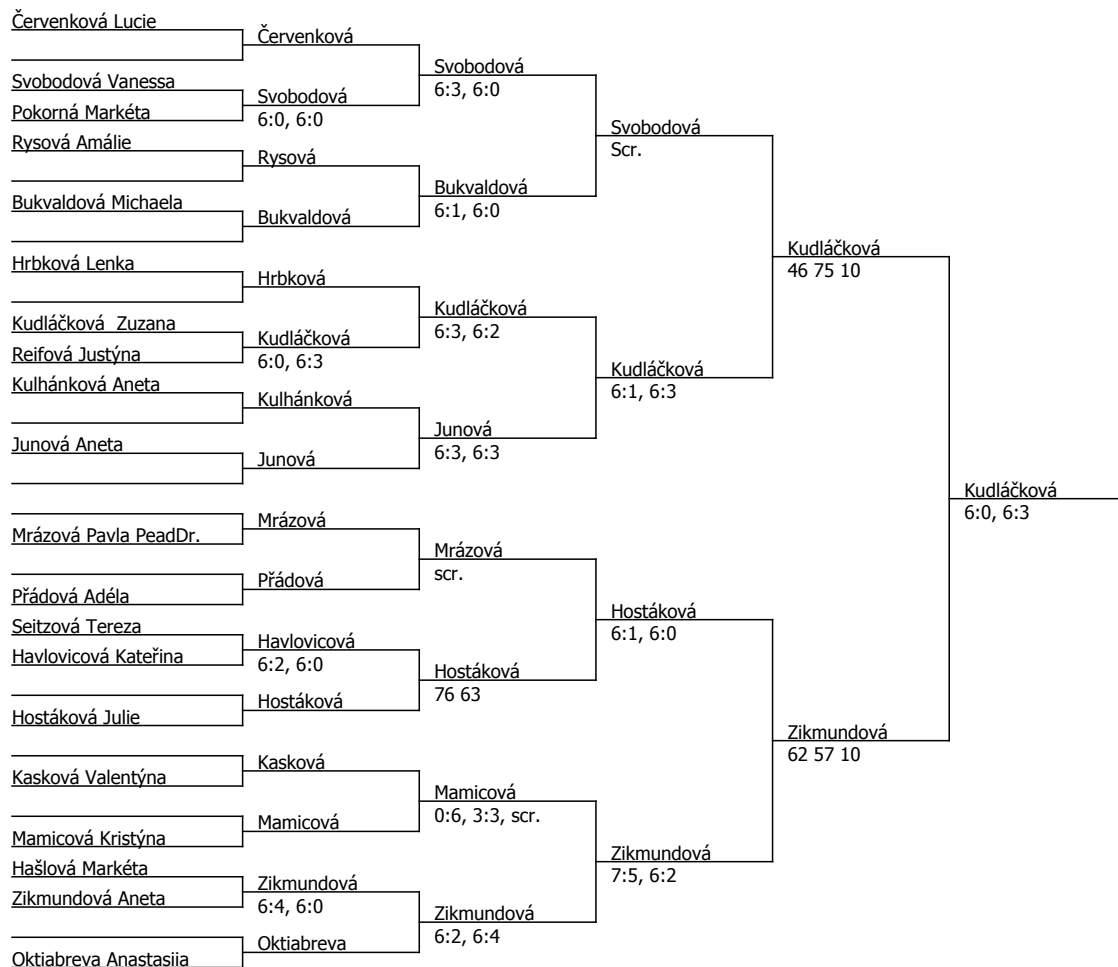 Červenková Lucie
Červenková
Svobodová
6:3, 6:0
Svobodová Vanessa
Svobodová
6:0, 6:0
Pokorná Markéta
Svobodová
Scr.
Rysová Amálie
Rysová
Bukvaldová
6:1, 6:0
Bukvaldová Michaela
Bukvaldová
Kudláčková
46 75 10
Hrbková Lenka
Hrbková
Kudláčková
6:3, 6:2
Kudláčková  Zuzana
Kudláčková
6:0, 6:3
Reifová Justýna
Kudláčková
6:1, 6:3
Kulhánková Aneta
Kulhánková
Junová
6:3, 6:3
Junová Aneta
Junová
Kudláčková
6:0, 6:3
Mrázová
Mrázová Pavla PeadDr.
Mrázová
scr.
Přádová
Přádová Adéla
Hostáková
6:1, 6:0
Seitzová Tereza
Havlovicová
6:2, 6:0
Havlovicová Kateřina
Hostáková
76 63
Hostáková
Hostáková Julie
Zikmundová
62 57 10
Kasková
Kasková Valentýna
Mamicová
0:6, 3:3, scr.
Mamicová
Mamicová Kristýna
Zikmundová
7:5, 6:2
Hašlová Markéta
Zikmundová
6:4, 6:0
Zikmundová Aneta
Zikmundová
6:2, 6:4
Oktiabreva
Oktiabreva Anastasiia